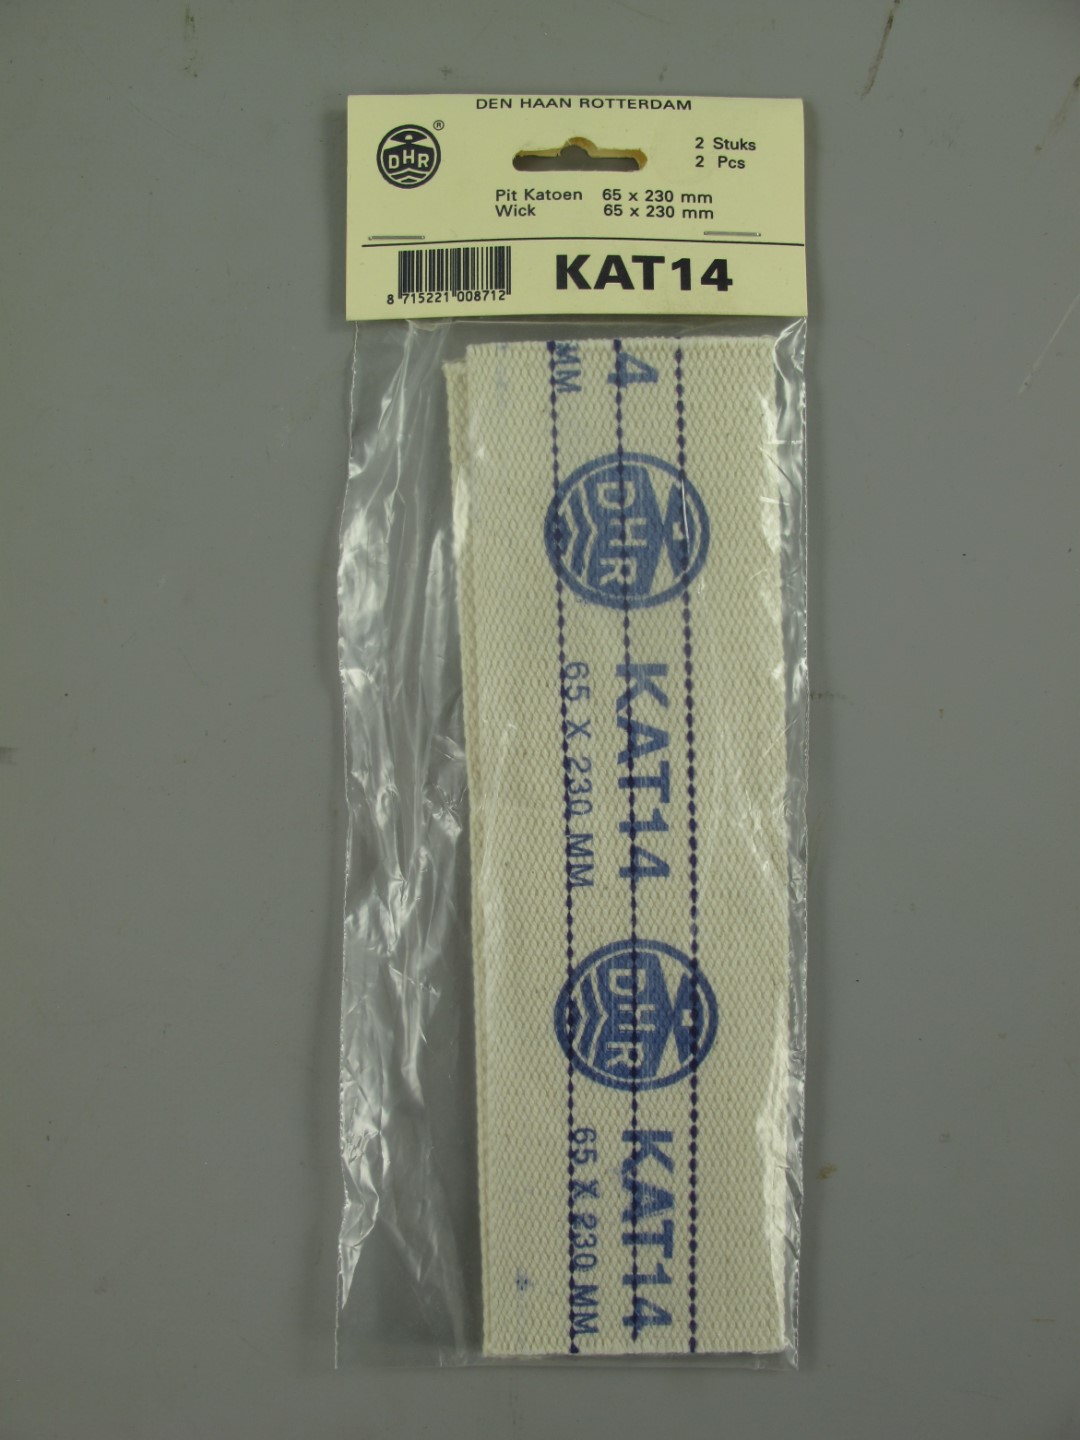 DEN HAAN ROTTERDAM
DHR ®
2 Stuks
2 Pcs
Pit Katoen 65 x 230 mm
Wick 65 x 230 mm
8 715221 008712
KAT14
4
MM
DHR
KAT14
65 X 230 MM
DHR
KAT14
65 X 230 MM